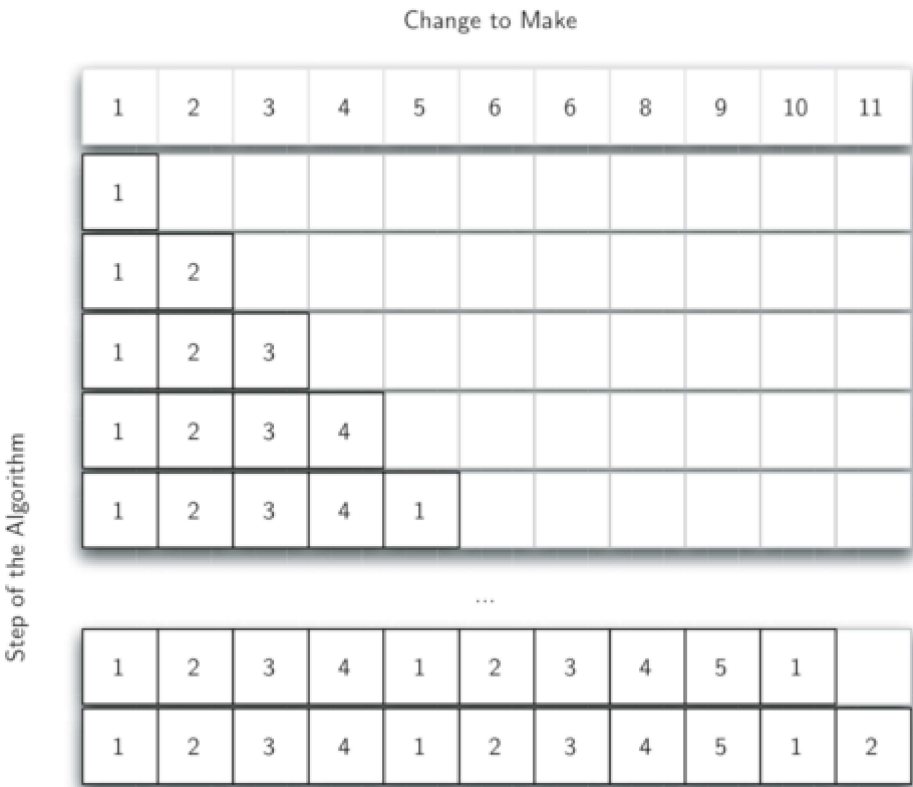 Change to Make
1 2 3 4 5 6 6 8 9 10 11
1
1 2
1 2 3
1 2 3 4
1 2 3 4 1
...
Step of the Algorithm
1 2 3 4 1 2 3 4 5 1
1 2 3 4 1 2 3 4 5 1 2